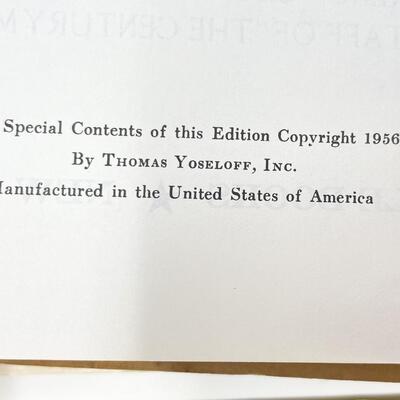 Special Contents of this Edition Copyright 1956
By Thomas Yoseloff, Inc.
Manufactured in the United States of America